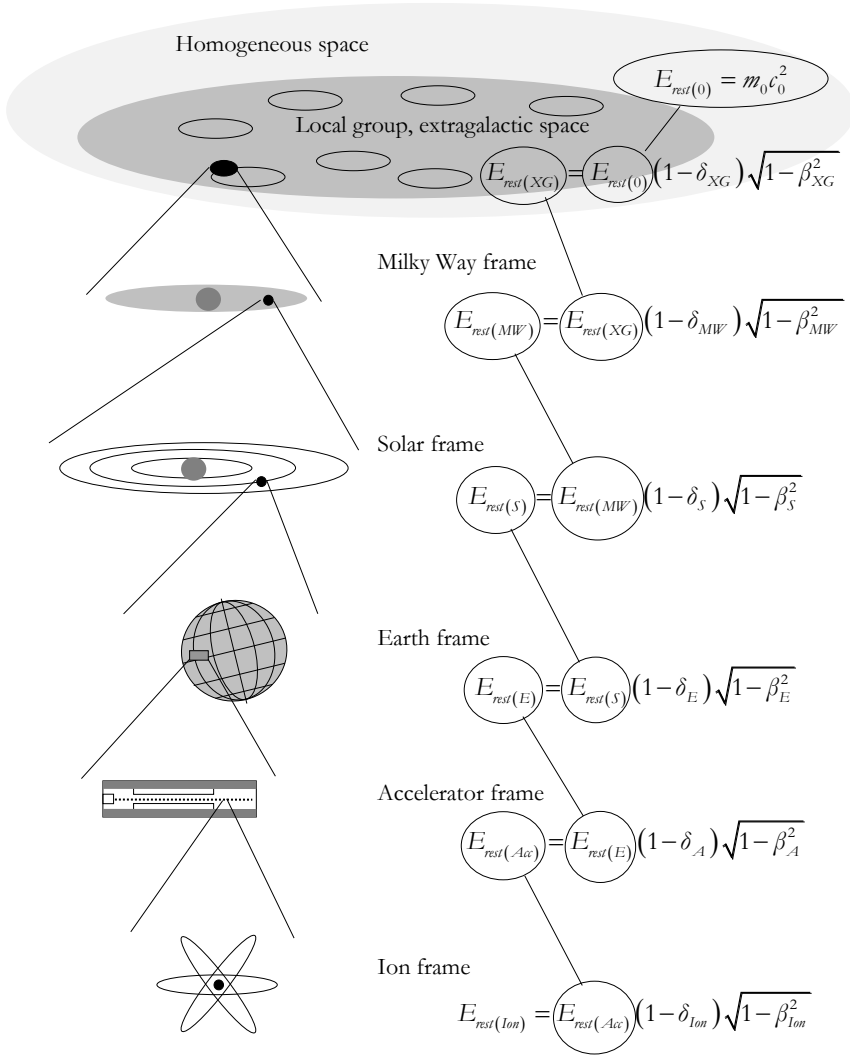 Homogeneous space
E_rest(0) = m_0 c_0^2
Local group, extragalactic space
E_rest(XG) = E_rest(0) (1−δ_XG) √(1−β_XG^2)
Milky Way frame
E_rest(MW) = E_rest(XG) (1−δ_MW) √(1−β_MW^2)
Solar frame
E_rest(S) = E_rest(MW) (1−δ_S) √(1−β_S^2)
Earth frame
E_rest(E) = E_rest(S) (1−δ_E) √(1−β_E^2)
Accelerator frame
E_rest(Acc) = E_rest(E) (1−δ_A) √(1−β_A^2)
Ion frame
E_rest(Ion) = E_rest(Acc) (1−δ_Ion) √(1−β_Ion^2)